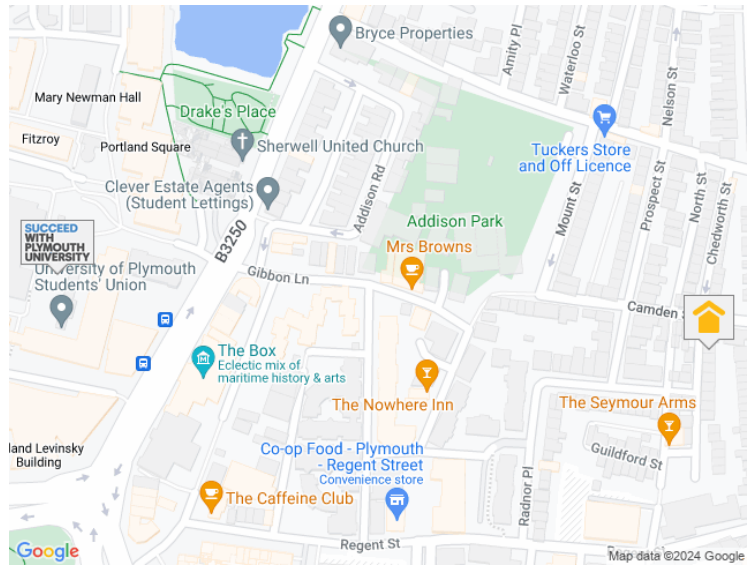 Bryce Properties
Amity Pl
Waterloo St
Nelson St
Mary Newman Hall
Drake's Place
Fitzroy
Portland Square
Sherwell United Church
Tuckers Store
and Off Licence
Clever Estate Agents
(Student Lettings)
Addison Rd
Addison Park
Mount St
Prospect St
North St
Chedworth St
SUCCEED
WITH
PLYMOUTH
UNIVERSITY
B3250
Mrs Browns
University of Plymouth
Students' Union
Gibbon Ln
Camden S
The Box
Eclectic mix of
maritime history & arts
The Nowhere Inn
The Seymour Arms
land Levinsky
Building
Co-op Food - Plymouth
- Regent Street
Convenience store
Guildford St
Radnor Pl
The Caffeine Club
Regent St
Google
Map data ©2024 Google